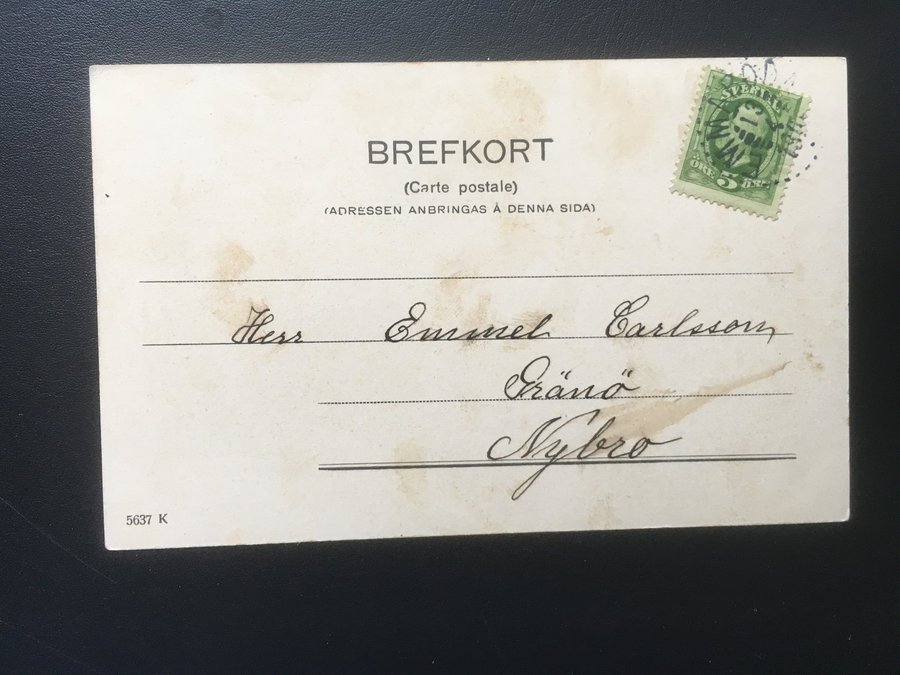 BREFKORT
(Carte postale)
(ADRESSEN ANBRINGAS Å DENNA SIDA)
SVERIGE
ÖRE 5 ÖRE
Herr Emmel Carlsson,
Gränö
Nybro
5637 K